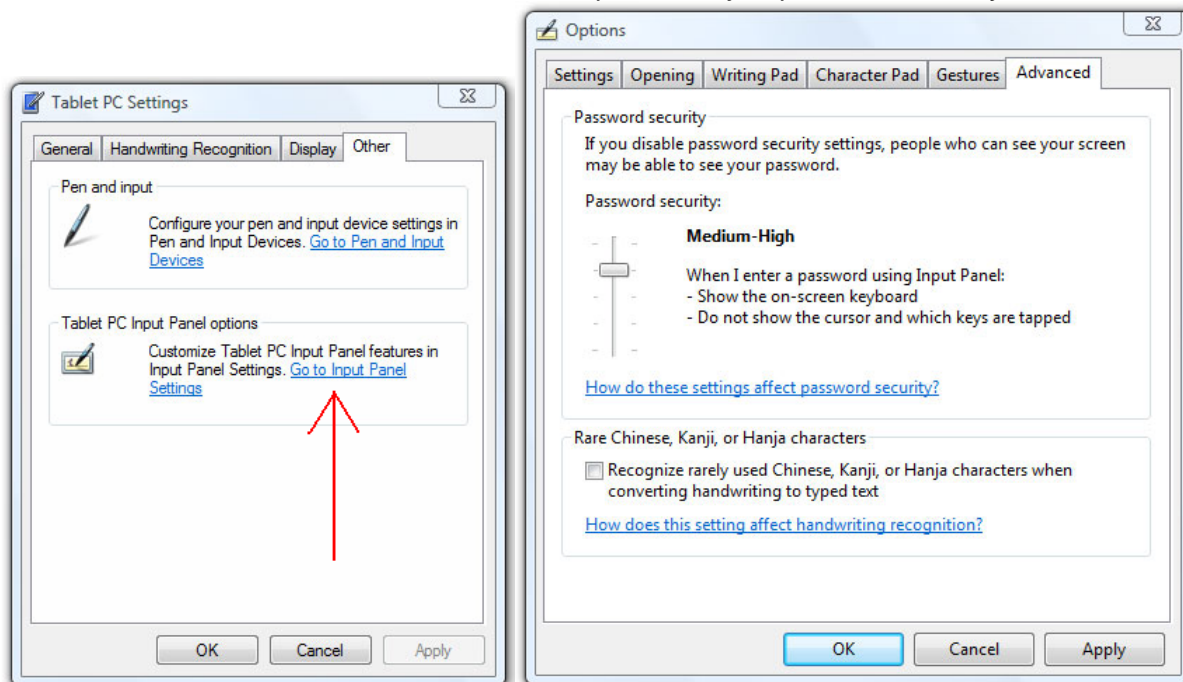 Tablet PC Settings
General Handwriting Recognition Display Other
Pen and input
Configure your pen and input device settings in
Pen and Input Devices. Go to Pen and Input
Devices
Tablet PC Input Panel options
Customize Tablet PC Input Panel features in
Input Panel Settings. Go to Input Panel
Settings
OK Cancel Apply
Options
Settings Opening Writing Pad Character Pad Gestures Advanced
Password security
If you disable password security settings, people who can see your screen
may be able to see your password.
Password security:
Medium-High
When I enter a password using Input Panel:
- Show the on-screen keyboard
- Do not show the cursor and which keys are tapped
How do these settings affect password security?
Rare Chinese, Kanji, or Hanja characters
Recognize rarely used Chinese, Kanji, or Hanja characters when
converting handwriting to typed text
How does this setting affect handwriting recognition?
OK Cancel Apply